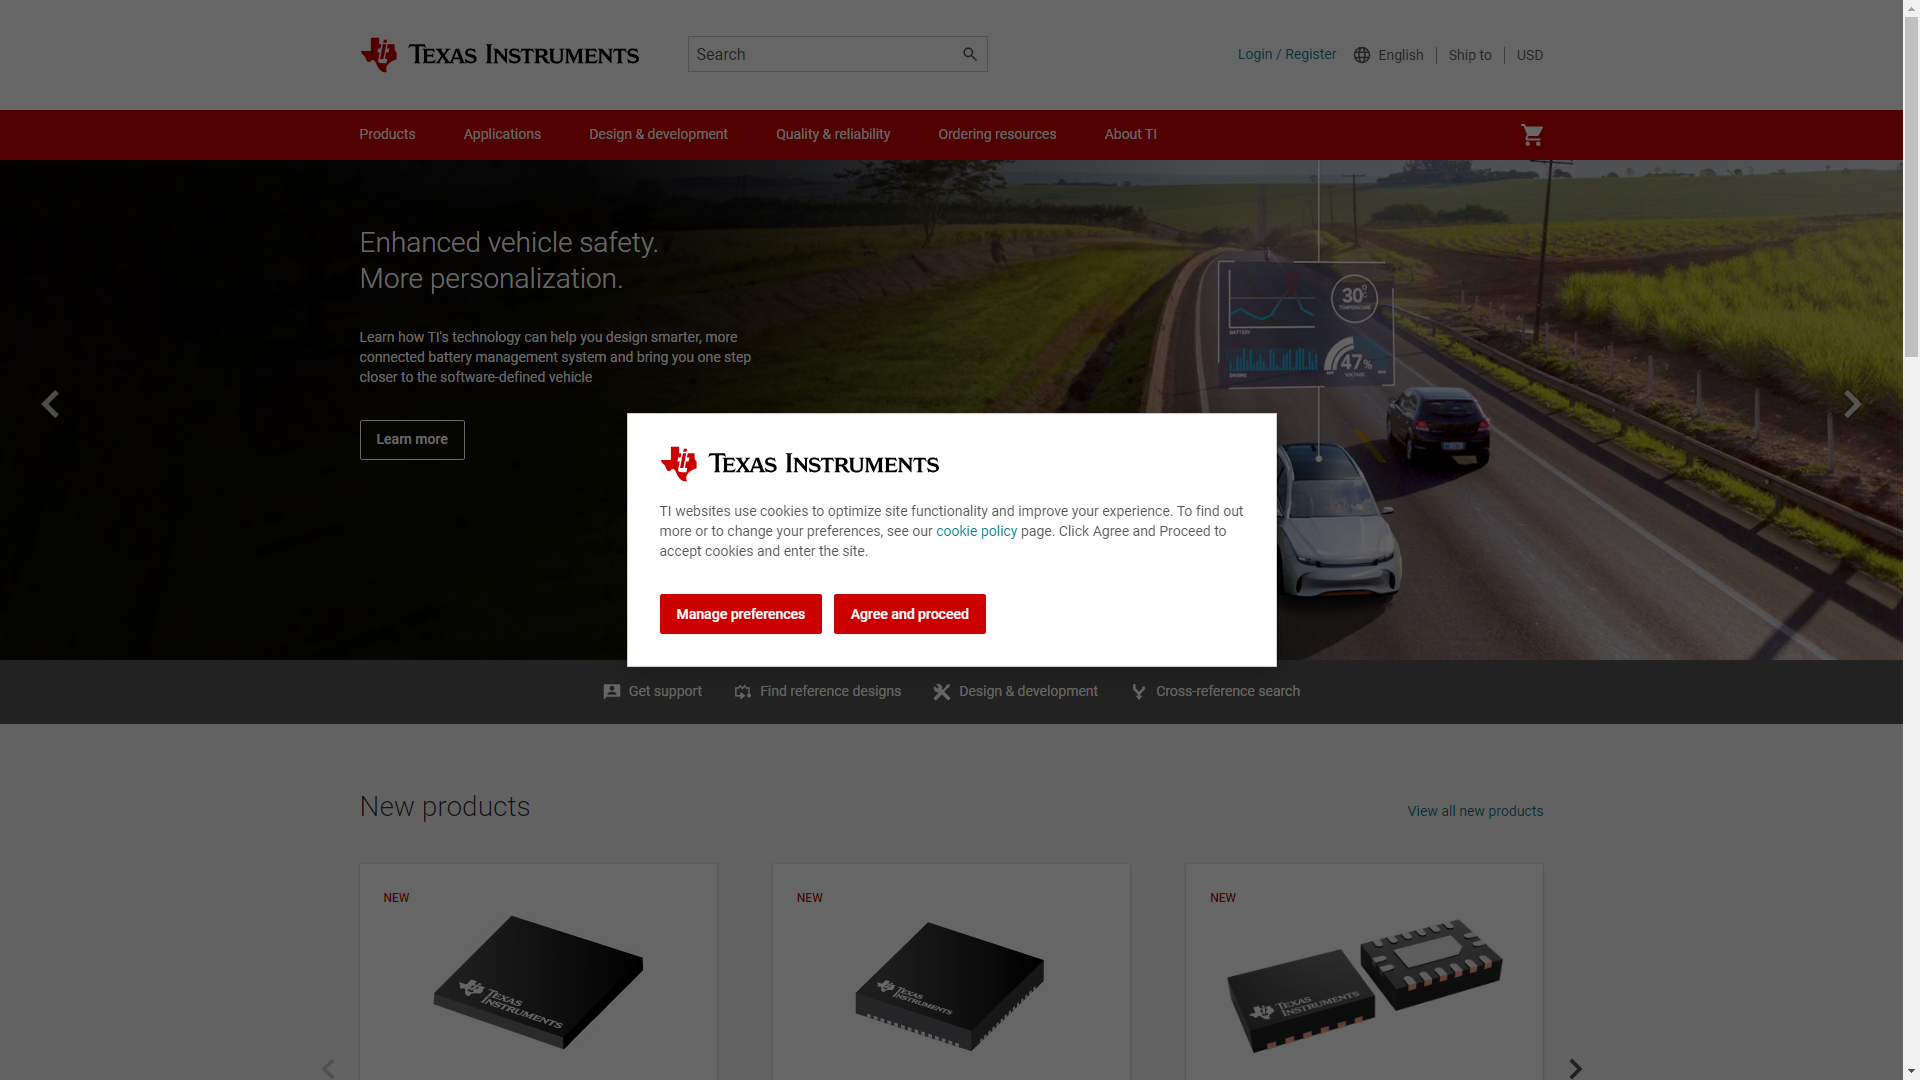 TEXAS INSTRUMENTS
Search
Login / Register
English
Ship to
USD
Products
Applications
Design & development
Quality & reliability
Ordering resources
About TI
Enhanced vehicle safety.
More personalization.
Learn how TI's technology can help you design smarter, more
connected battery management system and bring you one step
closer to the software-defined vehicle
Learn more
30°C
TEMPERATURE
BATTERY
47%
VOLTAGE
ENGINE
TEXAS INSTRUMENTS
TI websites use cookies to optimize site functionality and improve your experience. To find out
more or to change your preferences, see our cookie policy page. Click Agree and Proceed to
accept cookies and enter the site.
Manage preferences
Agree and proceed
Get support
Find reference designs
Design & development
Cross-reference search
New products
View all new products
NEW
TEXAS
INSTRUMENTS
NEW
TEXAS
INSTRUMENTS
NEW
TEXAS INSTRUMENTS